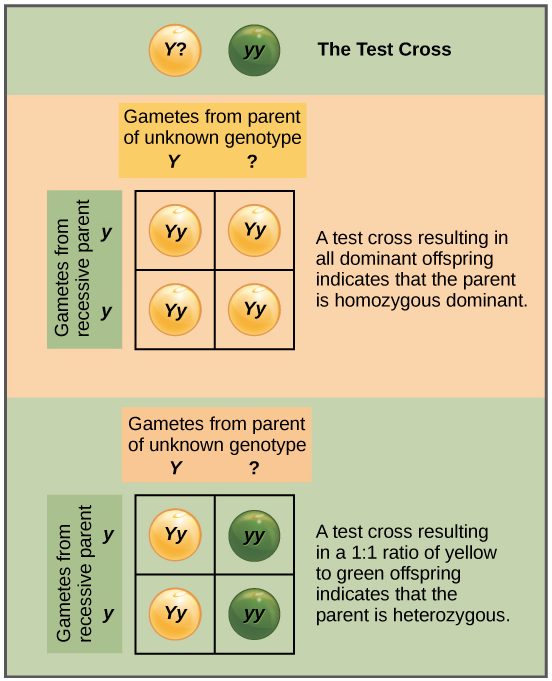 Y? yy The Test Cross
Gametes from parent
of unknown genotype
Y ?
Gametes from
recessive parent
y
y
Yy Yy
Yy Yy
A test cross resulting in
all dominant offspring
indicates that the parent
is homozygous dominant.
Gametes from parent
of unknown genotype
Y ?
Gametes from
recessive parent
y
y
Yy yy
Yy yy
A test cross resulting
in a 1:1 ratio of yellow
to green offspring
indicates that the
parent is heterozygous.